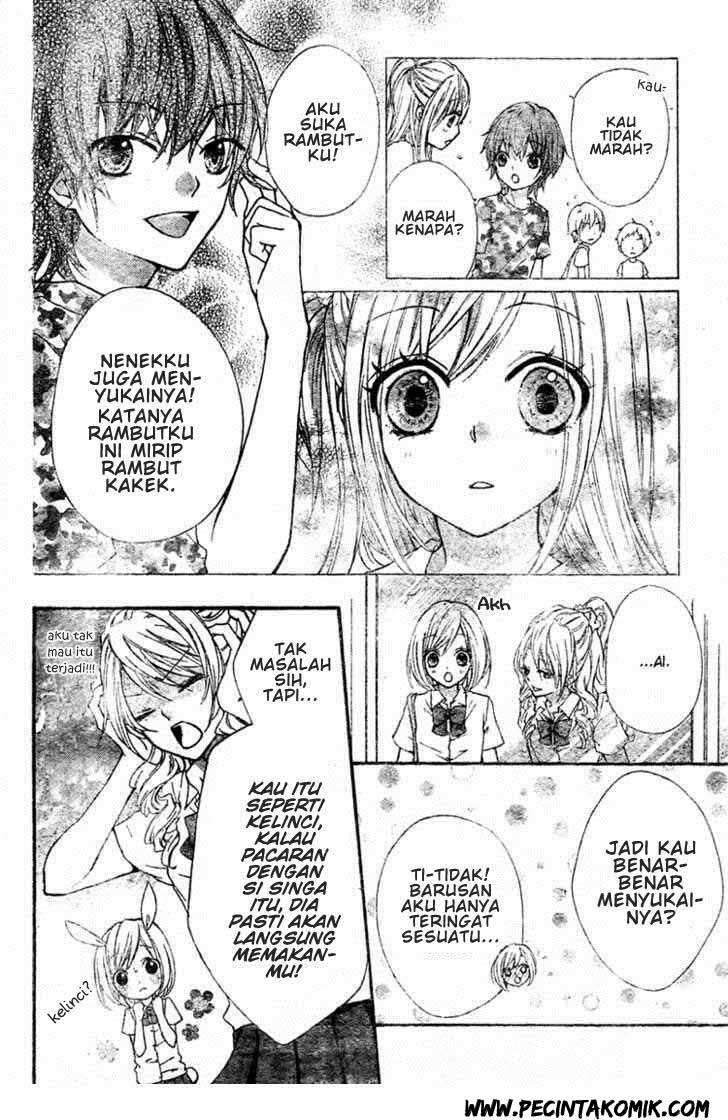 kau-
KAU
TIDAK
MARAH?
MARAH
KENAPA?
AKU
SUKA
RAMBUT-
KU!
NENEKKU
JUGA MEN-
YUKAINYA!
KATANYA
RAMBUTKU
INI MIRIP
RAMBUT
KAKEK.
...AI.
Akh
JADI KAU
BENAR-
BENAR
MENYUKAI-
NYA?
TI-TIDAK!
BARUSAN
AKU HANYA
TERINGAT
SESUATU...
TAK
MASALAH
SIH,
TAPI...
aku tak
mau itu
terjadi!!!
KAU ITU
SEPERTI
KELINCI,
KALAU
PACARAN
DENGAN
SI SINGA
ITU, DIA
PASTI AKAN
LANGSUNG
MEMAKAN-
MU!
kelinci?
WWW.PECINTAKOMIK.COM